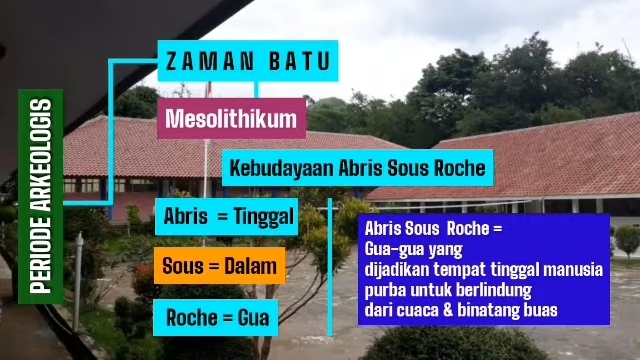 PERIODE ARKEOLOGIS
ZAMAN BATU
Mesolithikum
Kebudayaan Abris Sous Roche
Abris = Tinggal
Sous = Dalam
Roche = Gua
Abris Sous Roche =
Gua-gua yang
dijadikan tempat tinggal manusia
purba untuk berlindung
dari cuaca & binatang buas